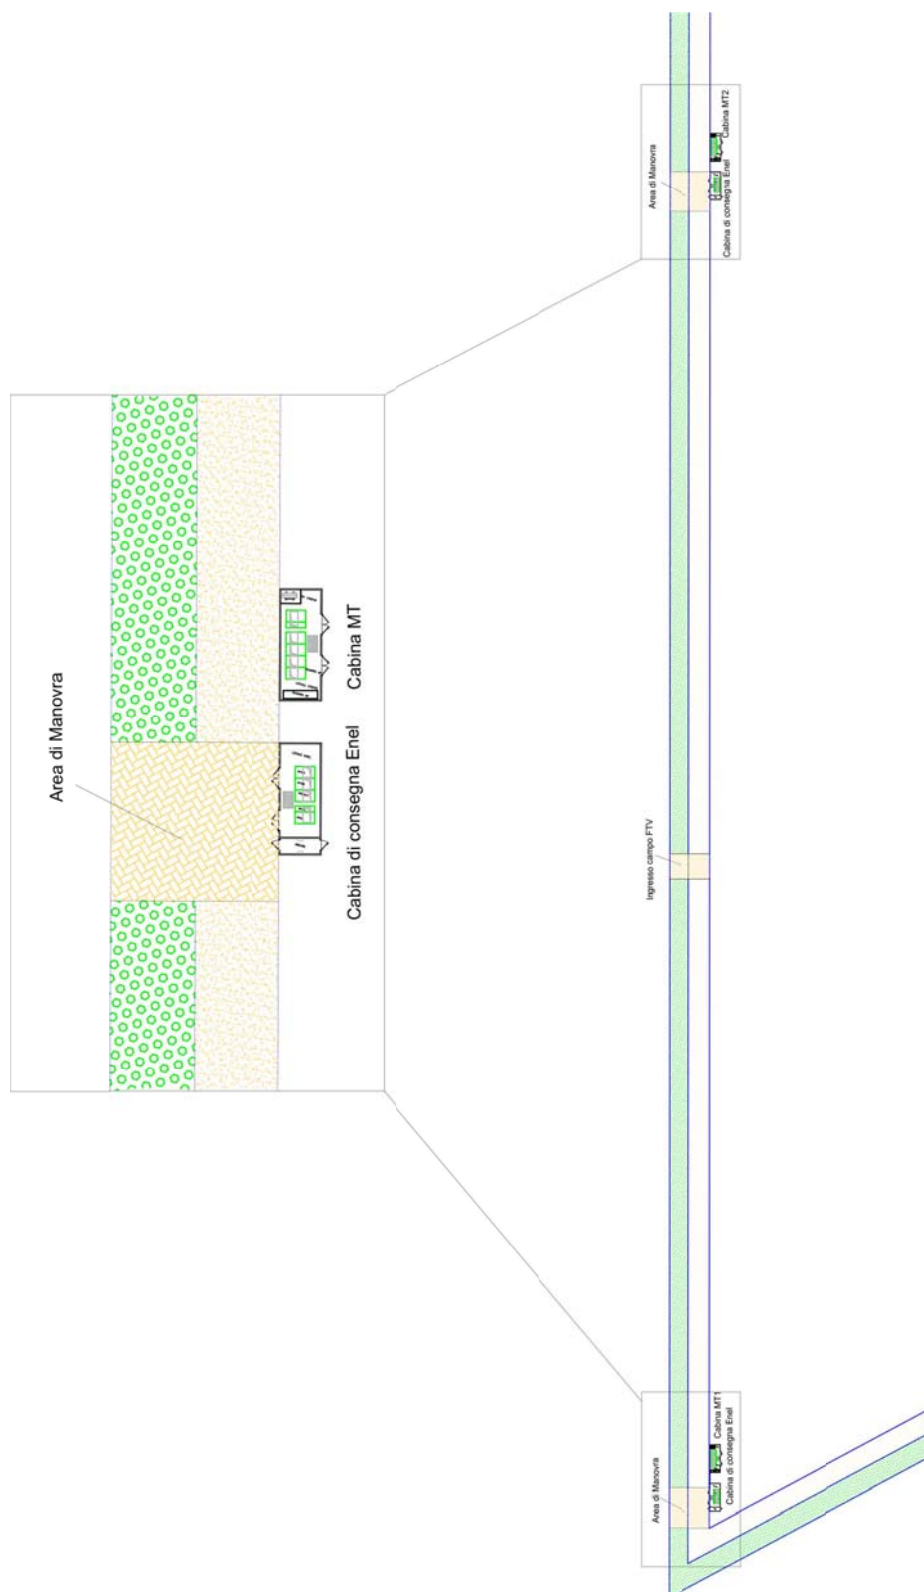 Area di Manovra
Cabina MT2
Cabina di consegna Enel
Area di Manovra
Cabina MT
Cabina di consegna Enel
Ingresso campo FTV
Area di Manovra
Cabina MT1
Cabina di consegna Enel